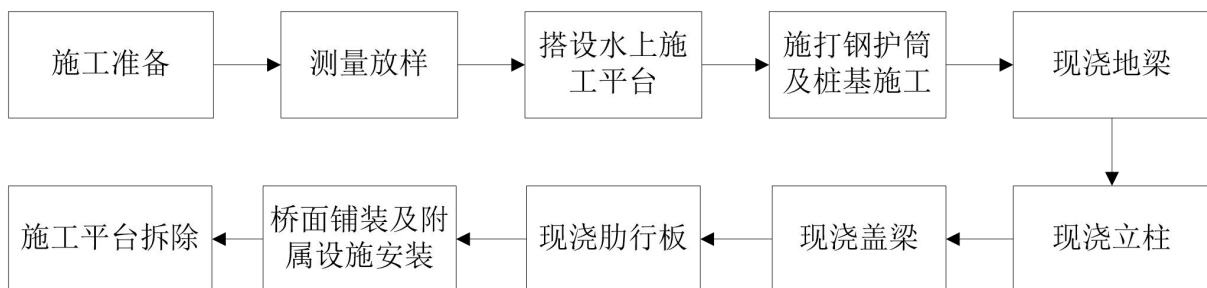 施工准备
测量放样
搭设水上施
工平台
施打钢护筒
及桩基施工
现浇地梁
现浇立柱
现浇盖梁
现浇肋行板
桥面铺装及附
属设施安装
施工平台拆除